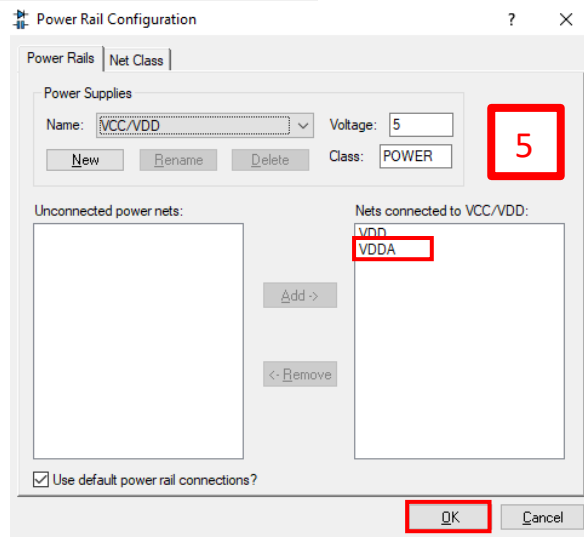 Power Rail Configuration ? ×
Power Rails Net Class
Power Supplies
Name: VCC/VDD Voltage: 5
New Rename Delete Class: POWER
5
Unconnected power nets: Nets connected to VCC/VDD:
VDD
VDDA
Add ->
<- Remove
Use default power rail connections?
OK Cancel